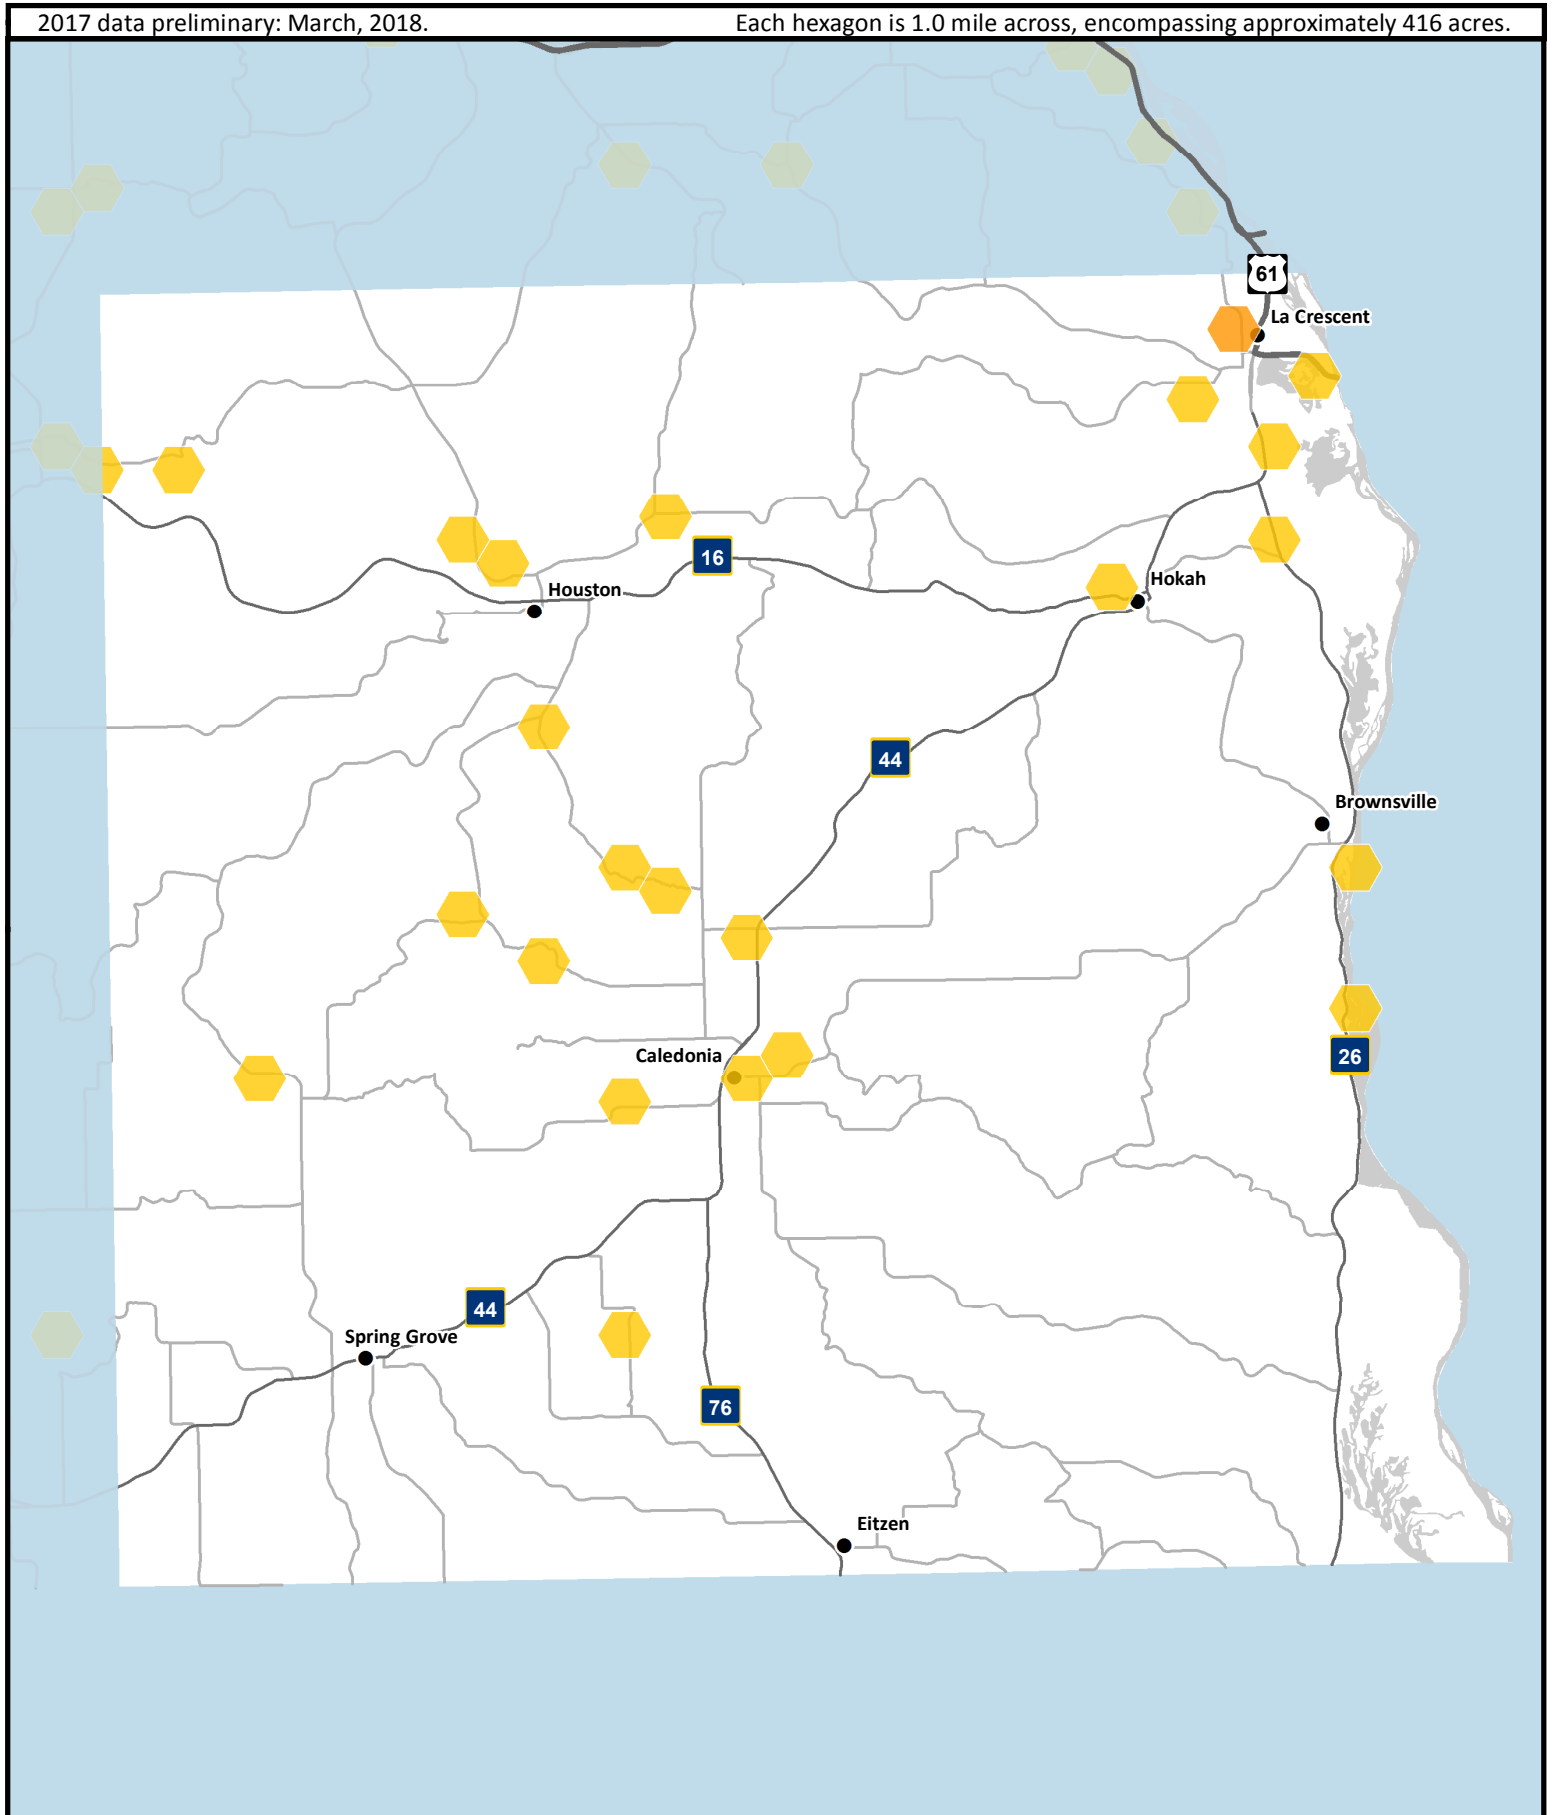 2017 data preliminary: March, 2018.
Each hexagon is 1.0 mile across, encompassing approximately 416 acres.
61
La Crescent
16
Houston
Hokah
44
Brownsville
Caledonia
26
44
Spring Grove
76
Eitzen